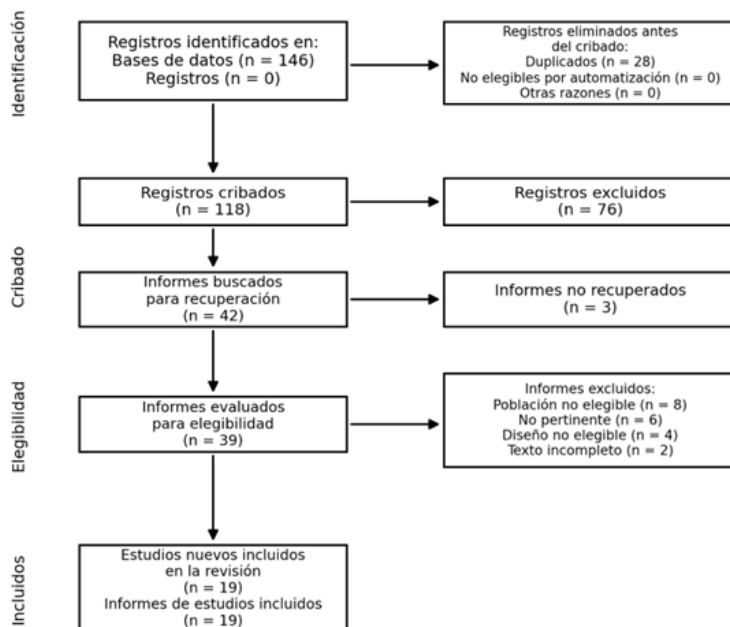 Identificación
Registros identificados en:
Bases de datos (n = 146)
Registros (n = 0)
Registros eliminados antes
del cribado:
Duplicados (n = 28)
No elegibles por automatización (n = 0)
Otras razones (n = 0)
Cribado
Registros cribados
(n = 118)
Registros excluidos
(n = 76)
Informes buscados
para recuperación
(n = 42)
Informes no recuperados
(n = 3)
Elegibilidad
Informes evaluados
para elegibilidad
(n = 39)
Informes excluidos:
Población no elegible (n = 8)
No pertinente (n = 6)
Diseño no elegible (n = 4)
Texto incompleto (n = 2)
Incluidos
Estudios nuevos incluidos
en la revisión
(n = 19)
Informes de estudios incluidos
(n = 19)